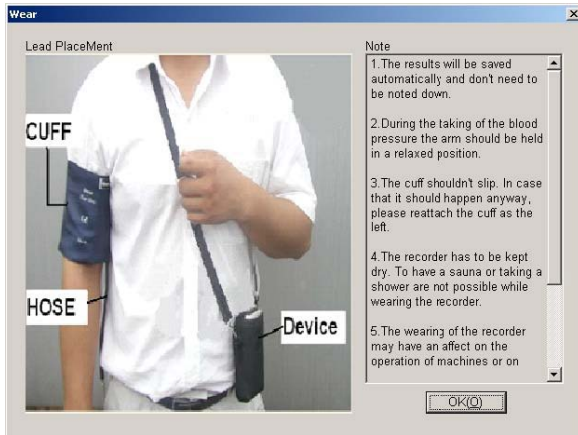 Wear
Lead PlaceMent
CUFF
HOSE
Device
Note
1.The results will be saved
automatically and don't need to
be noted down.
2.During the taking of the blood
pressure the arm should be held
in a relaxed position.
3.The cuff shouldn't slip. In case
that it should happen anyway,
please reattach the cuff as the
left.
4.The recorder has to be kept
dry. To have a sauna or taking a
shower are not possible while
wearing the recorder.
5.The wearing of the recorder
may have an affect on the
operation of machines or on
OK(O)